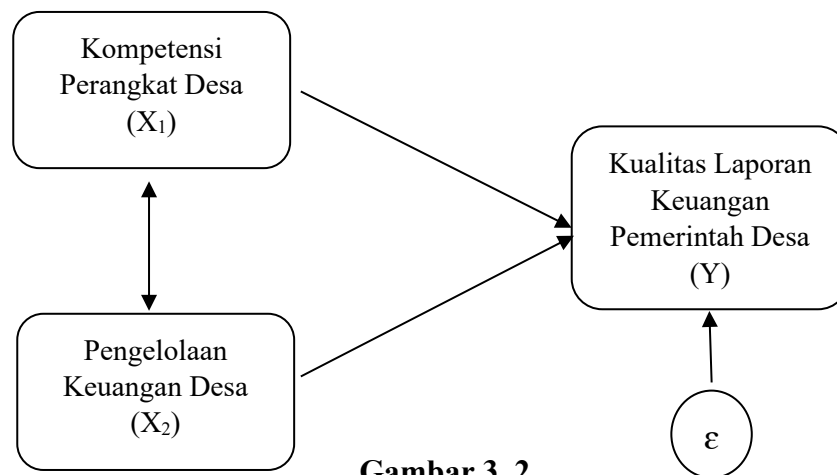 Kompetensi
Perangkat Desa
(X₁)
Kualitas Laporan
Keuangan
Pemerintah Desa
(Y)
Pengelolaan
Keuangan Desa
(X₂)
ε
Gambar 3. 2